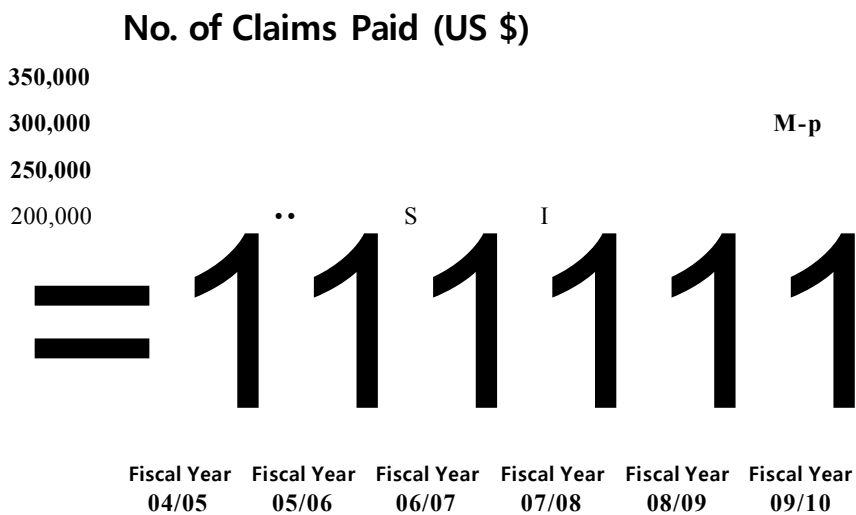 No. of Claims Paid (US $)
350,000
300,000 M-p
250,000
200,000 •• S I
=111111
Fiscal Year Fiscal Year Fiscal Year Fiscal Year Fiscal Year Fiscal Year
04/05 05/06 06/07 07/08 08/09 09/10